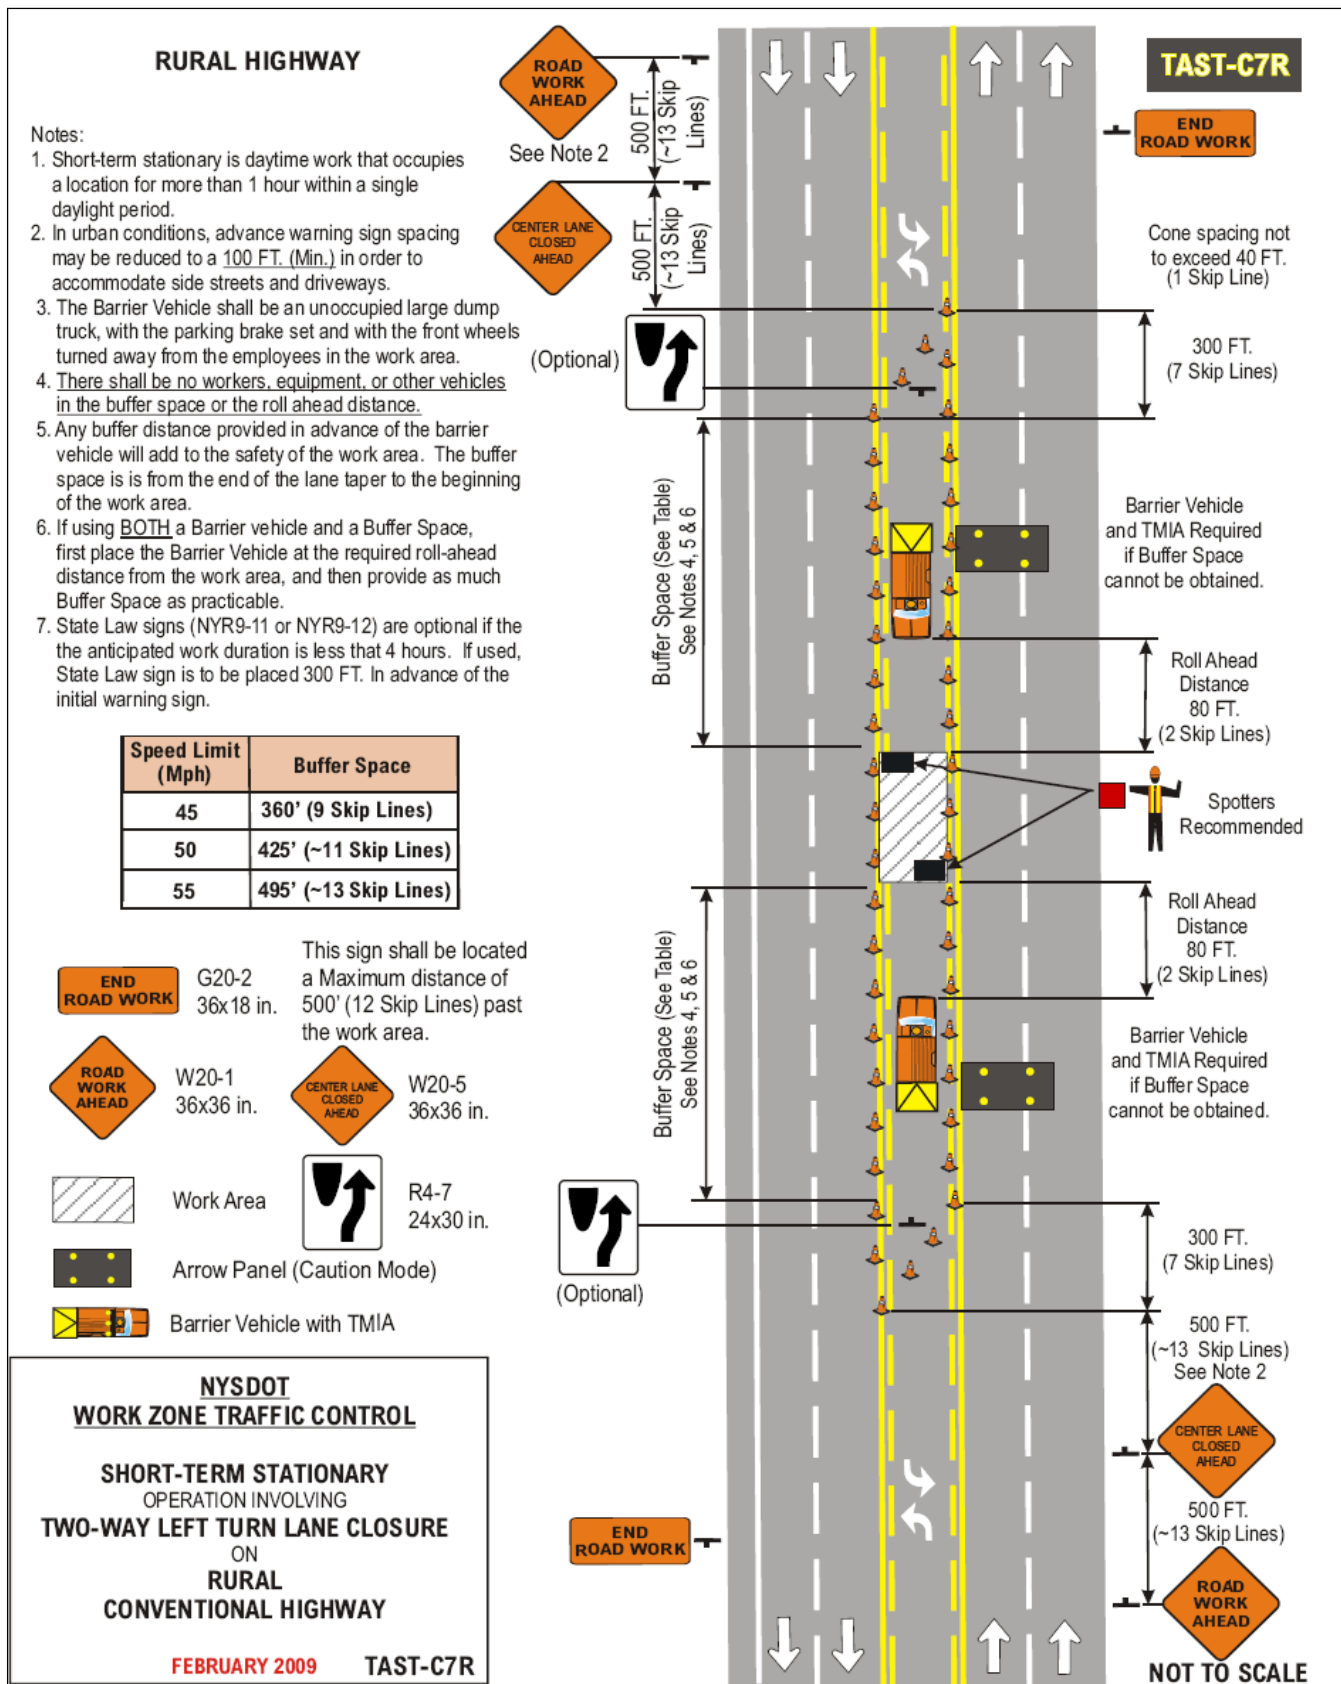 RURAL HIGHWAY
Notes:
1. Short-term stationary is daytime work that occupies
a location for more than 1 hour within a single
daylight period.
2. In urban conditions, advance warning sign spacing
may be reduced to a 100 FT. (Min.) in order to
accommodate side streets and driveways.
3. The Barrier Vehicle shall be an unoccupied large dump
truck, with the parking brake set and with the front wheels
turned away from the employees in the work area.
4. There shall be no workers, equipment, or other vehicles
in the buffer space or the roll ahead distance.
5. Any buffer distance provided in advance of the barrier
vehicle will add to the safety of the work area. The buffer
space is is from the end of the lane taper to the beginning
of the work area.
6. If using BOTH a Barrier vehicle and a Buffer Space,
first place the Barrier Vehicle at the required roll-ahead
distance from the work area, and then provide as much
Buffer Space as practicable.
7. State Law signs (NYR9-11 or NYR9-12) are optional if the
the anticipated work duration is less that 4 hours. If used,
State Law sign is to be placed 300 FT. In advance of the
initial warning sign.
Speed Limit
(Mph)
Buffer Space
45
360' (9 Skip Lines)
50
425' (~11 Skip Lines)
55
495' (~13 Skip Lines)
END
ROAD WORK
G20-2
36x18 in.
This sign shall be located
a Maximum distance of
500' (12 Skip Lines) past
the work area.
ROAD
WORK
AHEAD
W20-1
36x36 in.
CENTER LANE
CLOSED
AHEAD
W20-5
36x36 in.
Work Area
R4-7
24x30 in.
Arrow Panel (Caution Mode)
Barrier Vehicle with TMIA
NYSDOT
WORK ZONE TRAFFIC CONTROL
SHORT-TERM STATIONARY
OPERATION INVOLVING
TWO-WAY LEFT TURN LANE CLOSURE
ON
RURAL
CONVENTIONAL HIGHWAY
FEBRUARY 2009
TAST-C7R
ROAD
WORK
AHEAD
See Note 2
500 FT.
(~13 Skip
Lines)
CENTER LANE
CLOSED
AHEAD
500 FT.
(~13 Skip
Lines)
(Optional)
Buffer Space (See Table)
See Notes 4, 5 & 6
Buffer Space (See Table)
See Notes 4, 5 & 6
(Optional)
END
ROAD WORK
TAST-C7R
END
ROAD WORK
Cone spacing not
to exceed 40 FT.
(1 Skip Line)
300 FT.
(7 Skip Lines)
Barrier Vehicle
and TMIA Required
if Buffer Space
cannot be obtained.
Roll Ahead
Distance
80 FT.
(2 Skip Lines)
Spotters
Recommended
Roll Ahead
Distance
80 FT.
(2 Skip Lines)
Barrier Vehicle
and TMIA Required
if Buffer Space
cannot be obtained.
300 FT.
(7 Skip Lines)
500 FT.
(~13 Skip Lines)
See Note 2
CENTER LANE
CLOSED
AHEAD
500 FT.
(~13 Skip Lines)
ROAD
WORK
AHEAD
NOT TO SCALE